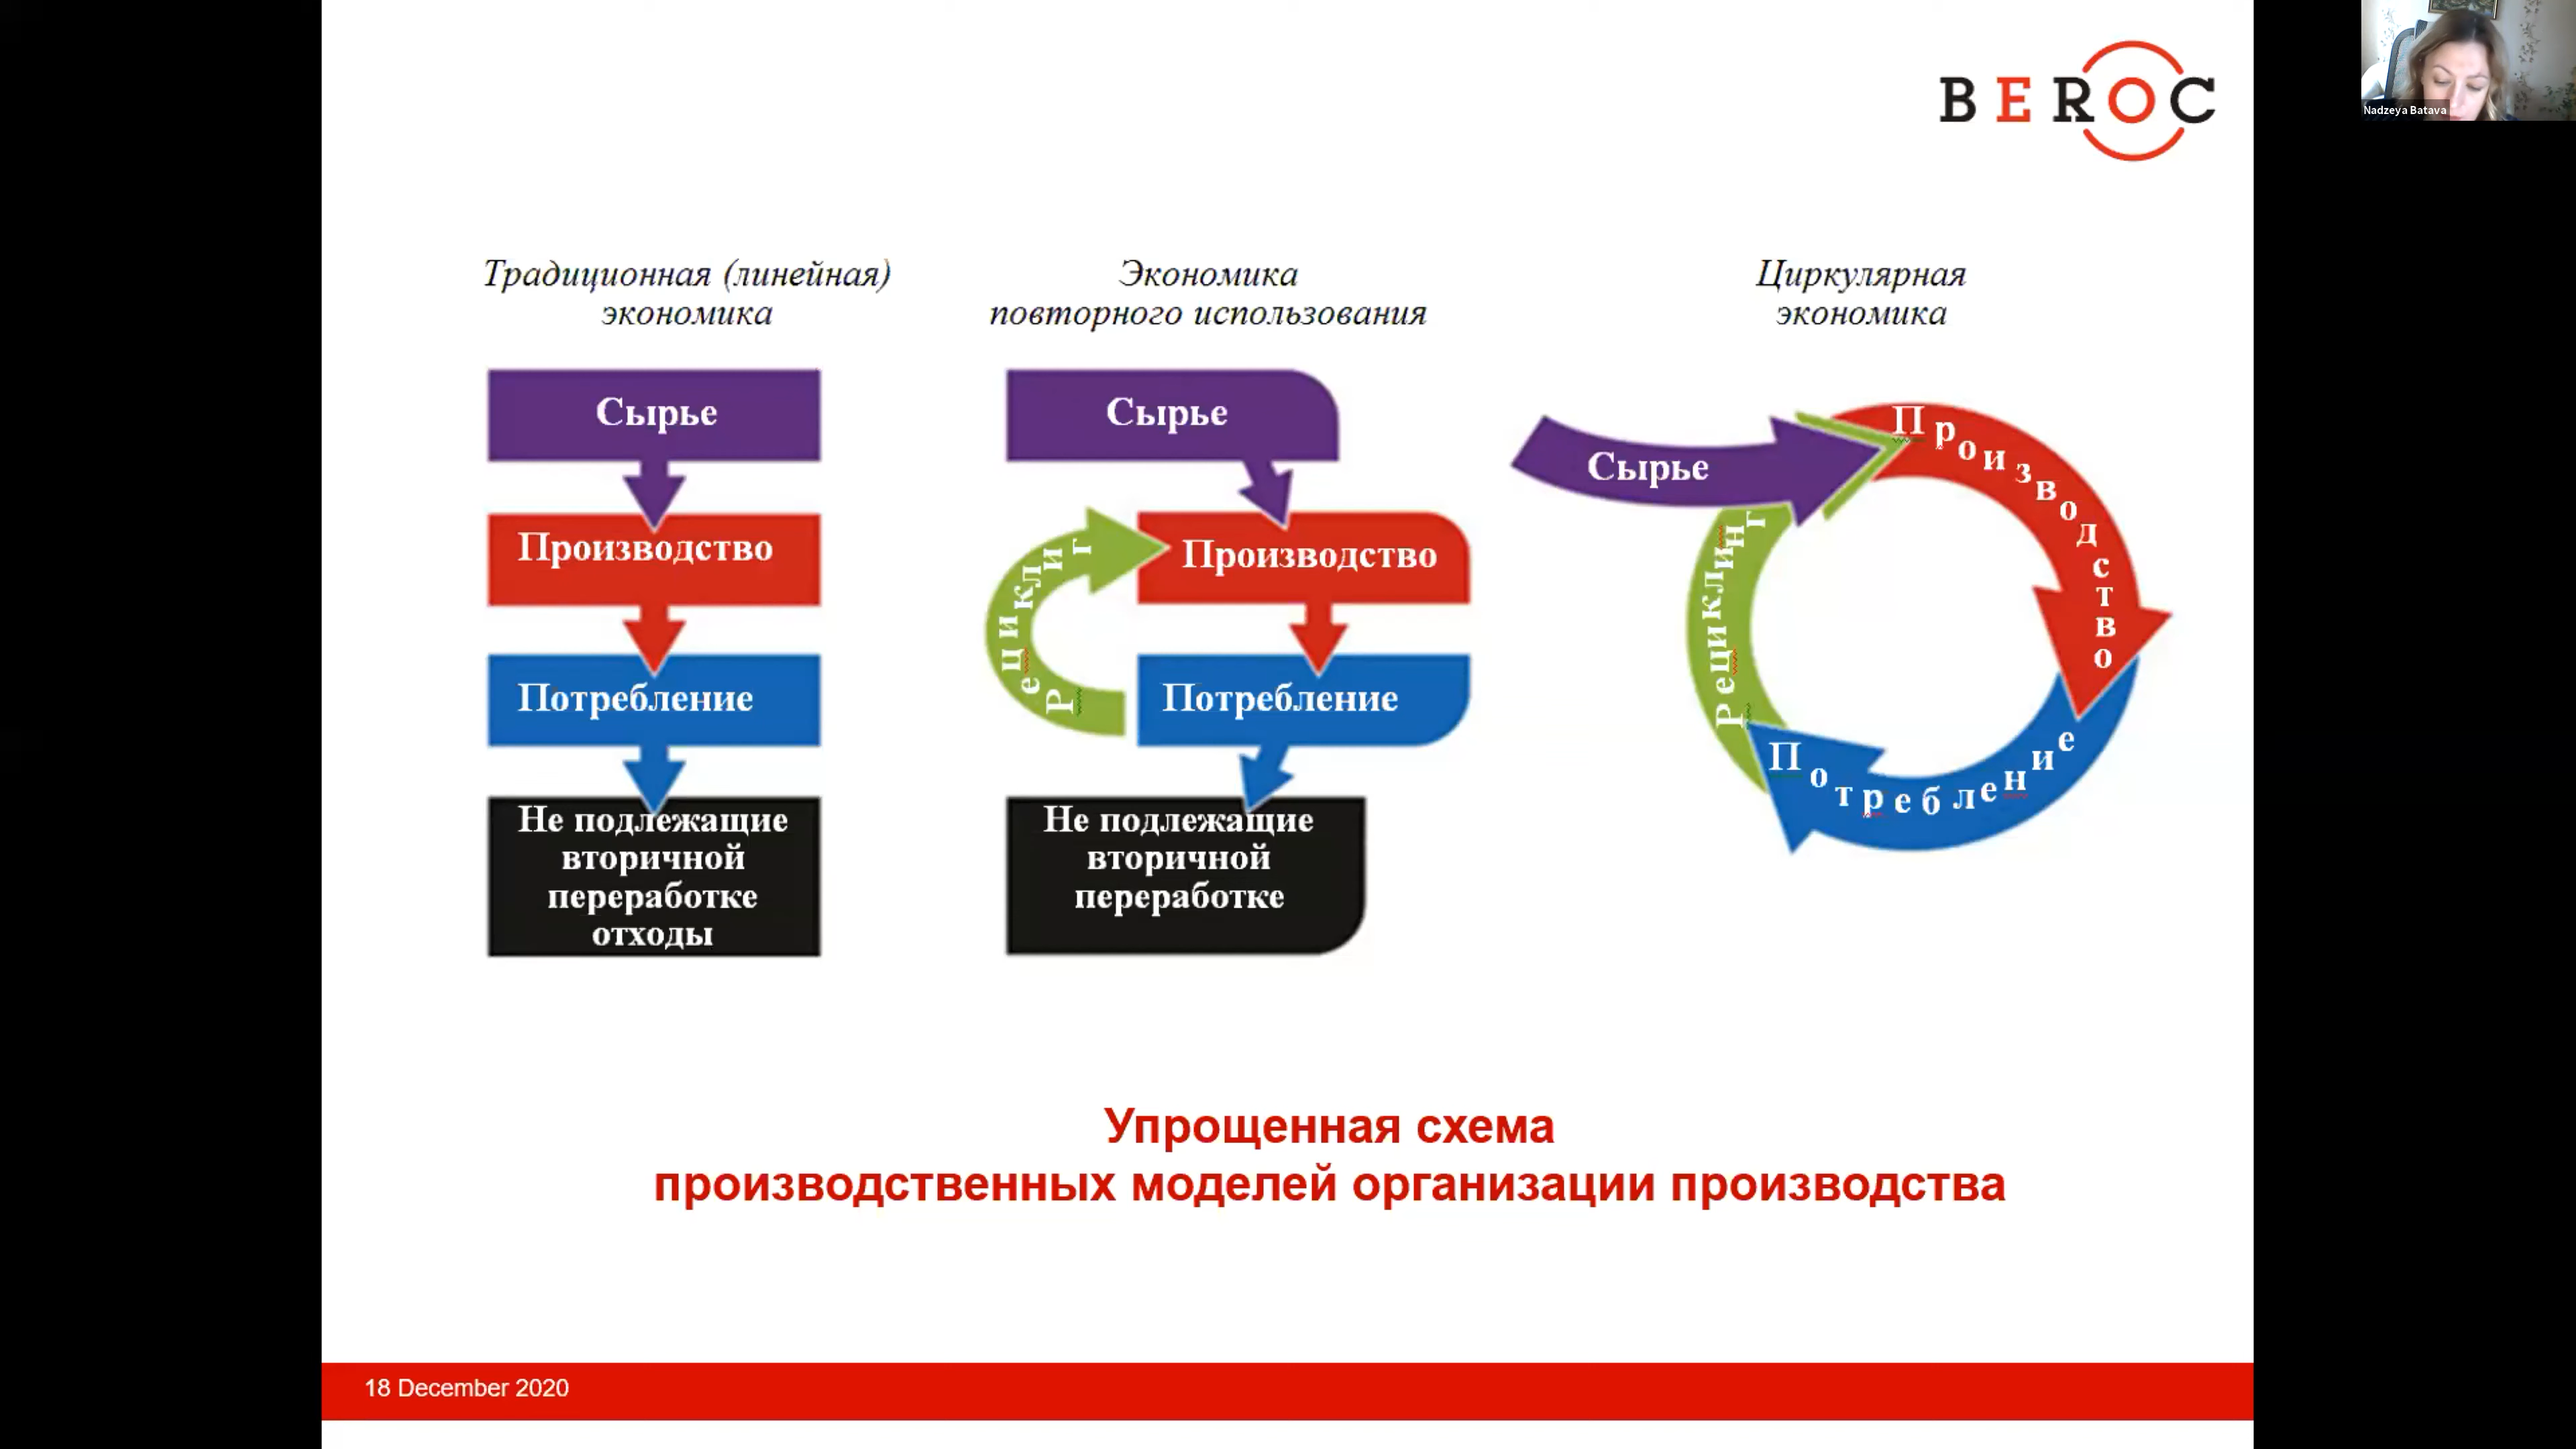 BEROC
Nadzeya Batava
Традиционная (линейная)
экономика
Сырье
Производство
Потребление
Не подлежащие
вторичной
переработке
отходы
Экономика
повторного использования
Сырье
Рециклиг
Производство
Потребление
Не подлежащие
вторичной
переработке
Циркулярная
экономика
Сырье
Производство
Потребление
Рециклинг
Упрощенная схема
производственных моделей организации производства
18 December 2020